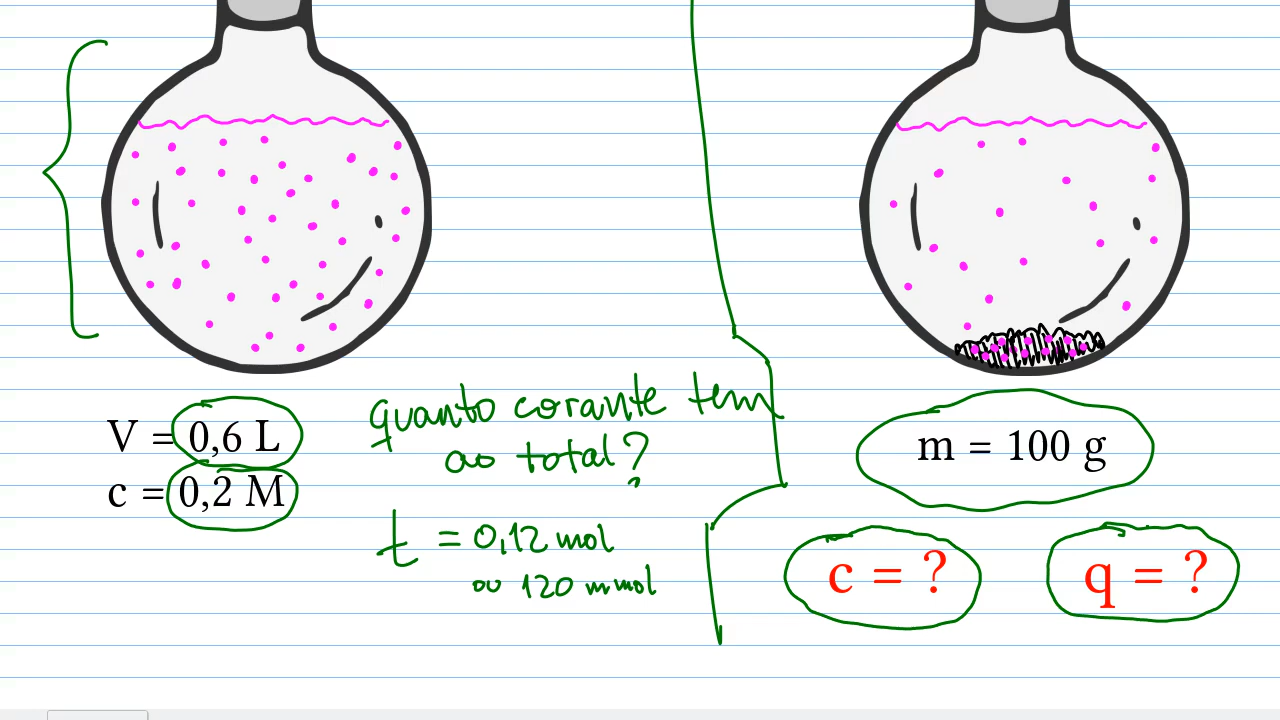 V = 0,6 L
c = 0,2 M
quanto corante tem
ao total?
t = 0,12 mol
ou 120 mmol
m = 100 g
c = ?
q = ?